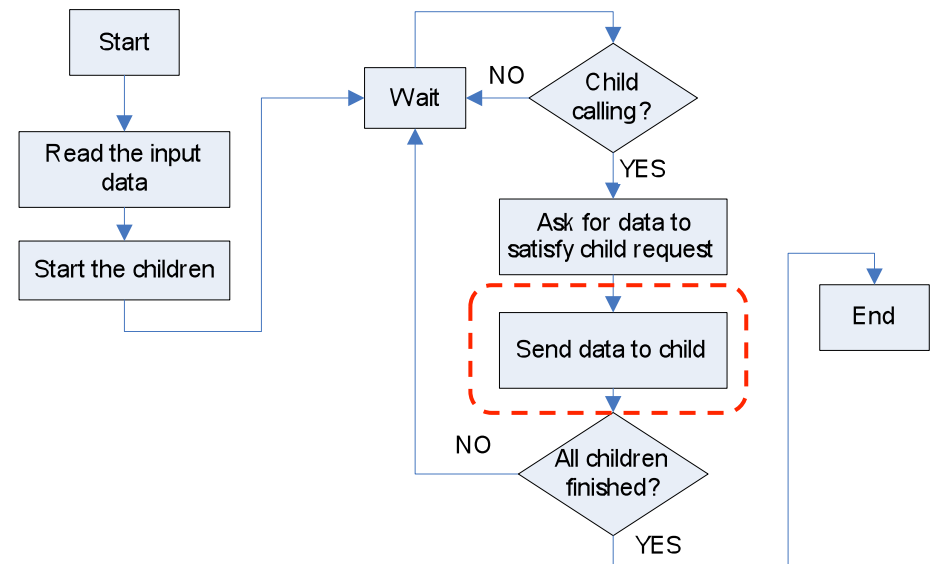 Start
Read the input
data
Start the children
Wait
NO
Child
calling?
YES
Ask for data to
satisfy child request
Send data to child
NO
All children
finished?
YES
End